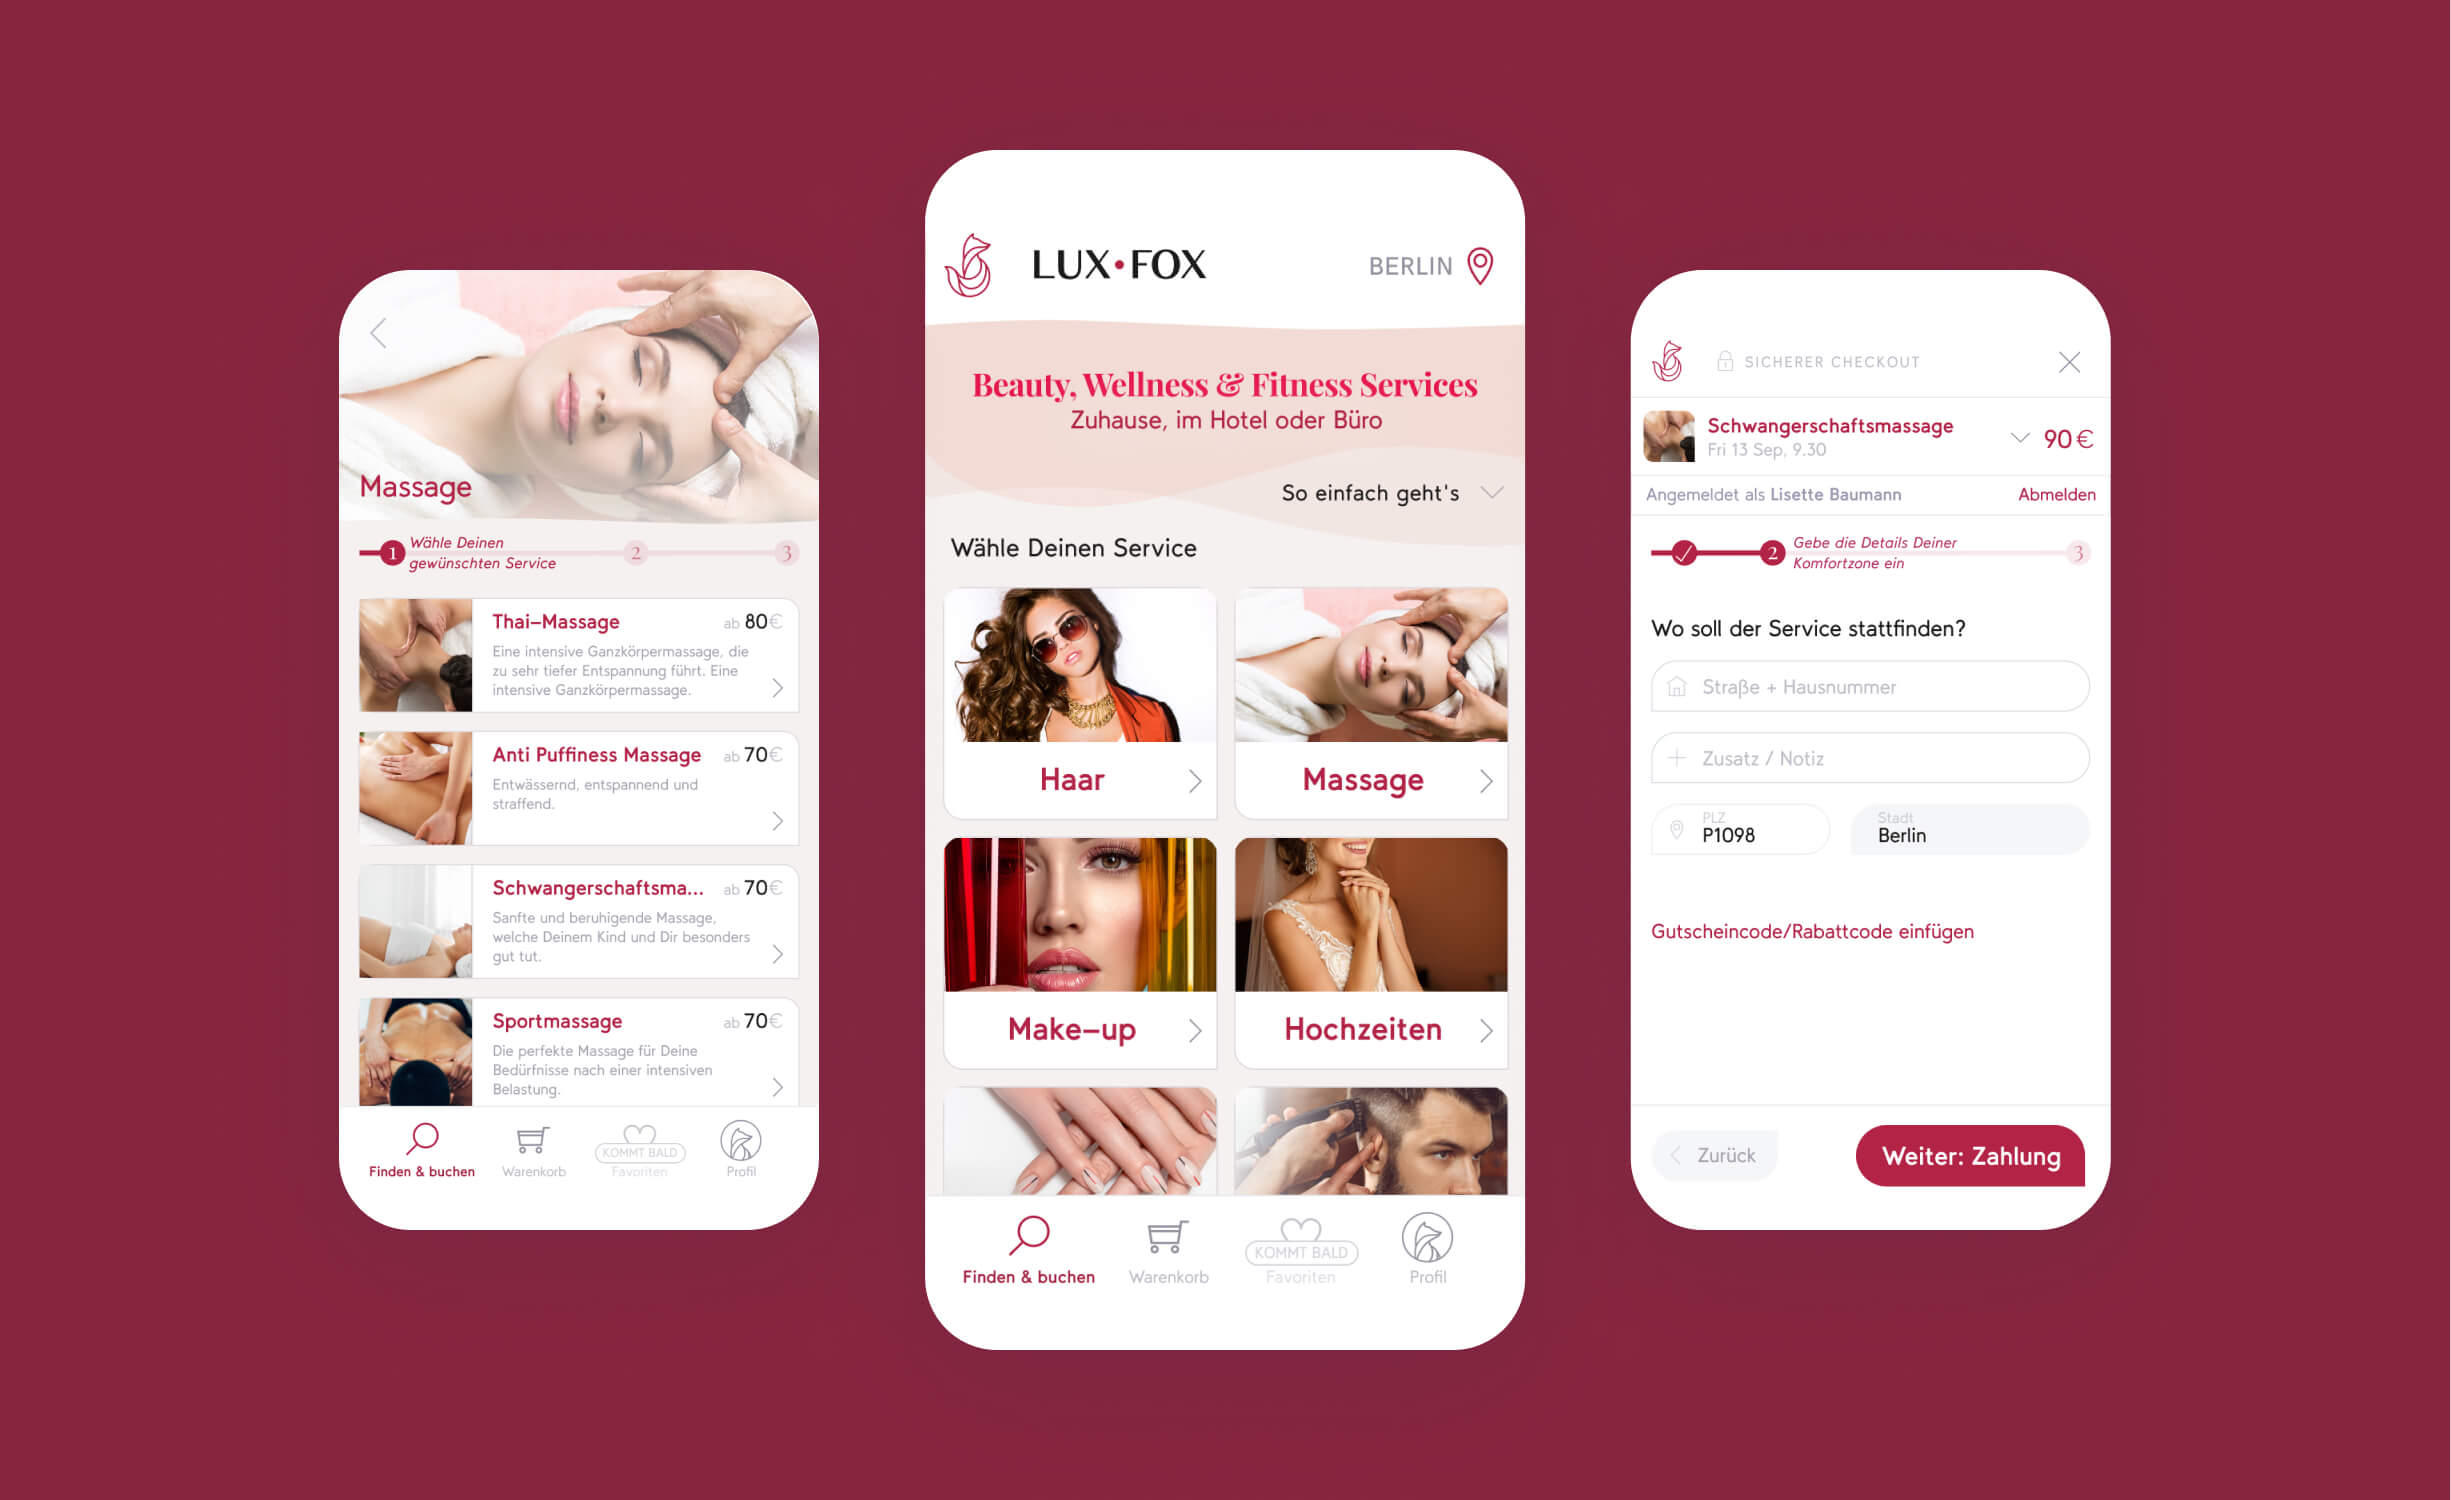 Massage
1
Wähle Deinen
gewünschten Service
2
3
Thai-Massage
ab 80€
Eine intensive Ganzkörpermassage, die
zu sehr tiefer Entspannung führt. Eine
intensive Ganzkörpermassage.
Anti Puffiness Massage
ab 70€
Entwässernd, entspannend und
straffend.
Schwangerschaftsma...
ab 70€
Sanfte und beruhigende Massage,
welche Deinem Kind und Dir besonders
gut tut.
Sportmassage
ab 70€
Die perfekte Massage für Deine
Bedürfnisse nach einer intensiven
Belastung.
Finden & buchen
Warenkorb
KOMMT BALD
Favoriten
Profil
LUX•FOX
BERLIN
Beauty, Wellness & Fitness Services
Zuhause, im Hotel oder Büro
So einfach geht's
Wähle Deinen Service
Haar
Massage
Make-up
Hochzeiten
Finden & buchen
Warenkorb
KOMMT BALD
Favoriten
Profil
SICHERER CHECKOUT
Schwangerschaftsmassage
Fri 13 Sep, 9.30
90€
Angemeldet als Lisette Baumann
Abmelden
2
Gebe die Details Deiner
Komfortzone ein
3
Wo soll der Service stattfinden?
Straße + Hausnummer
Zusatz / Notiz
PLZ
P1098
Stadt
Berlin
Gutscheincode/Rabattcode einfügen
Zurück
Weiter: Zahlung